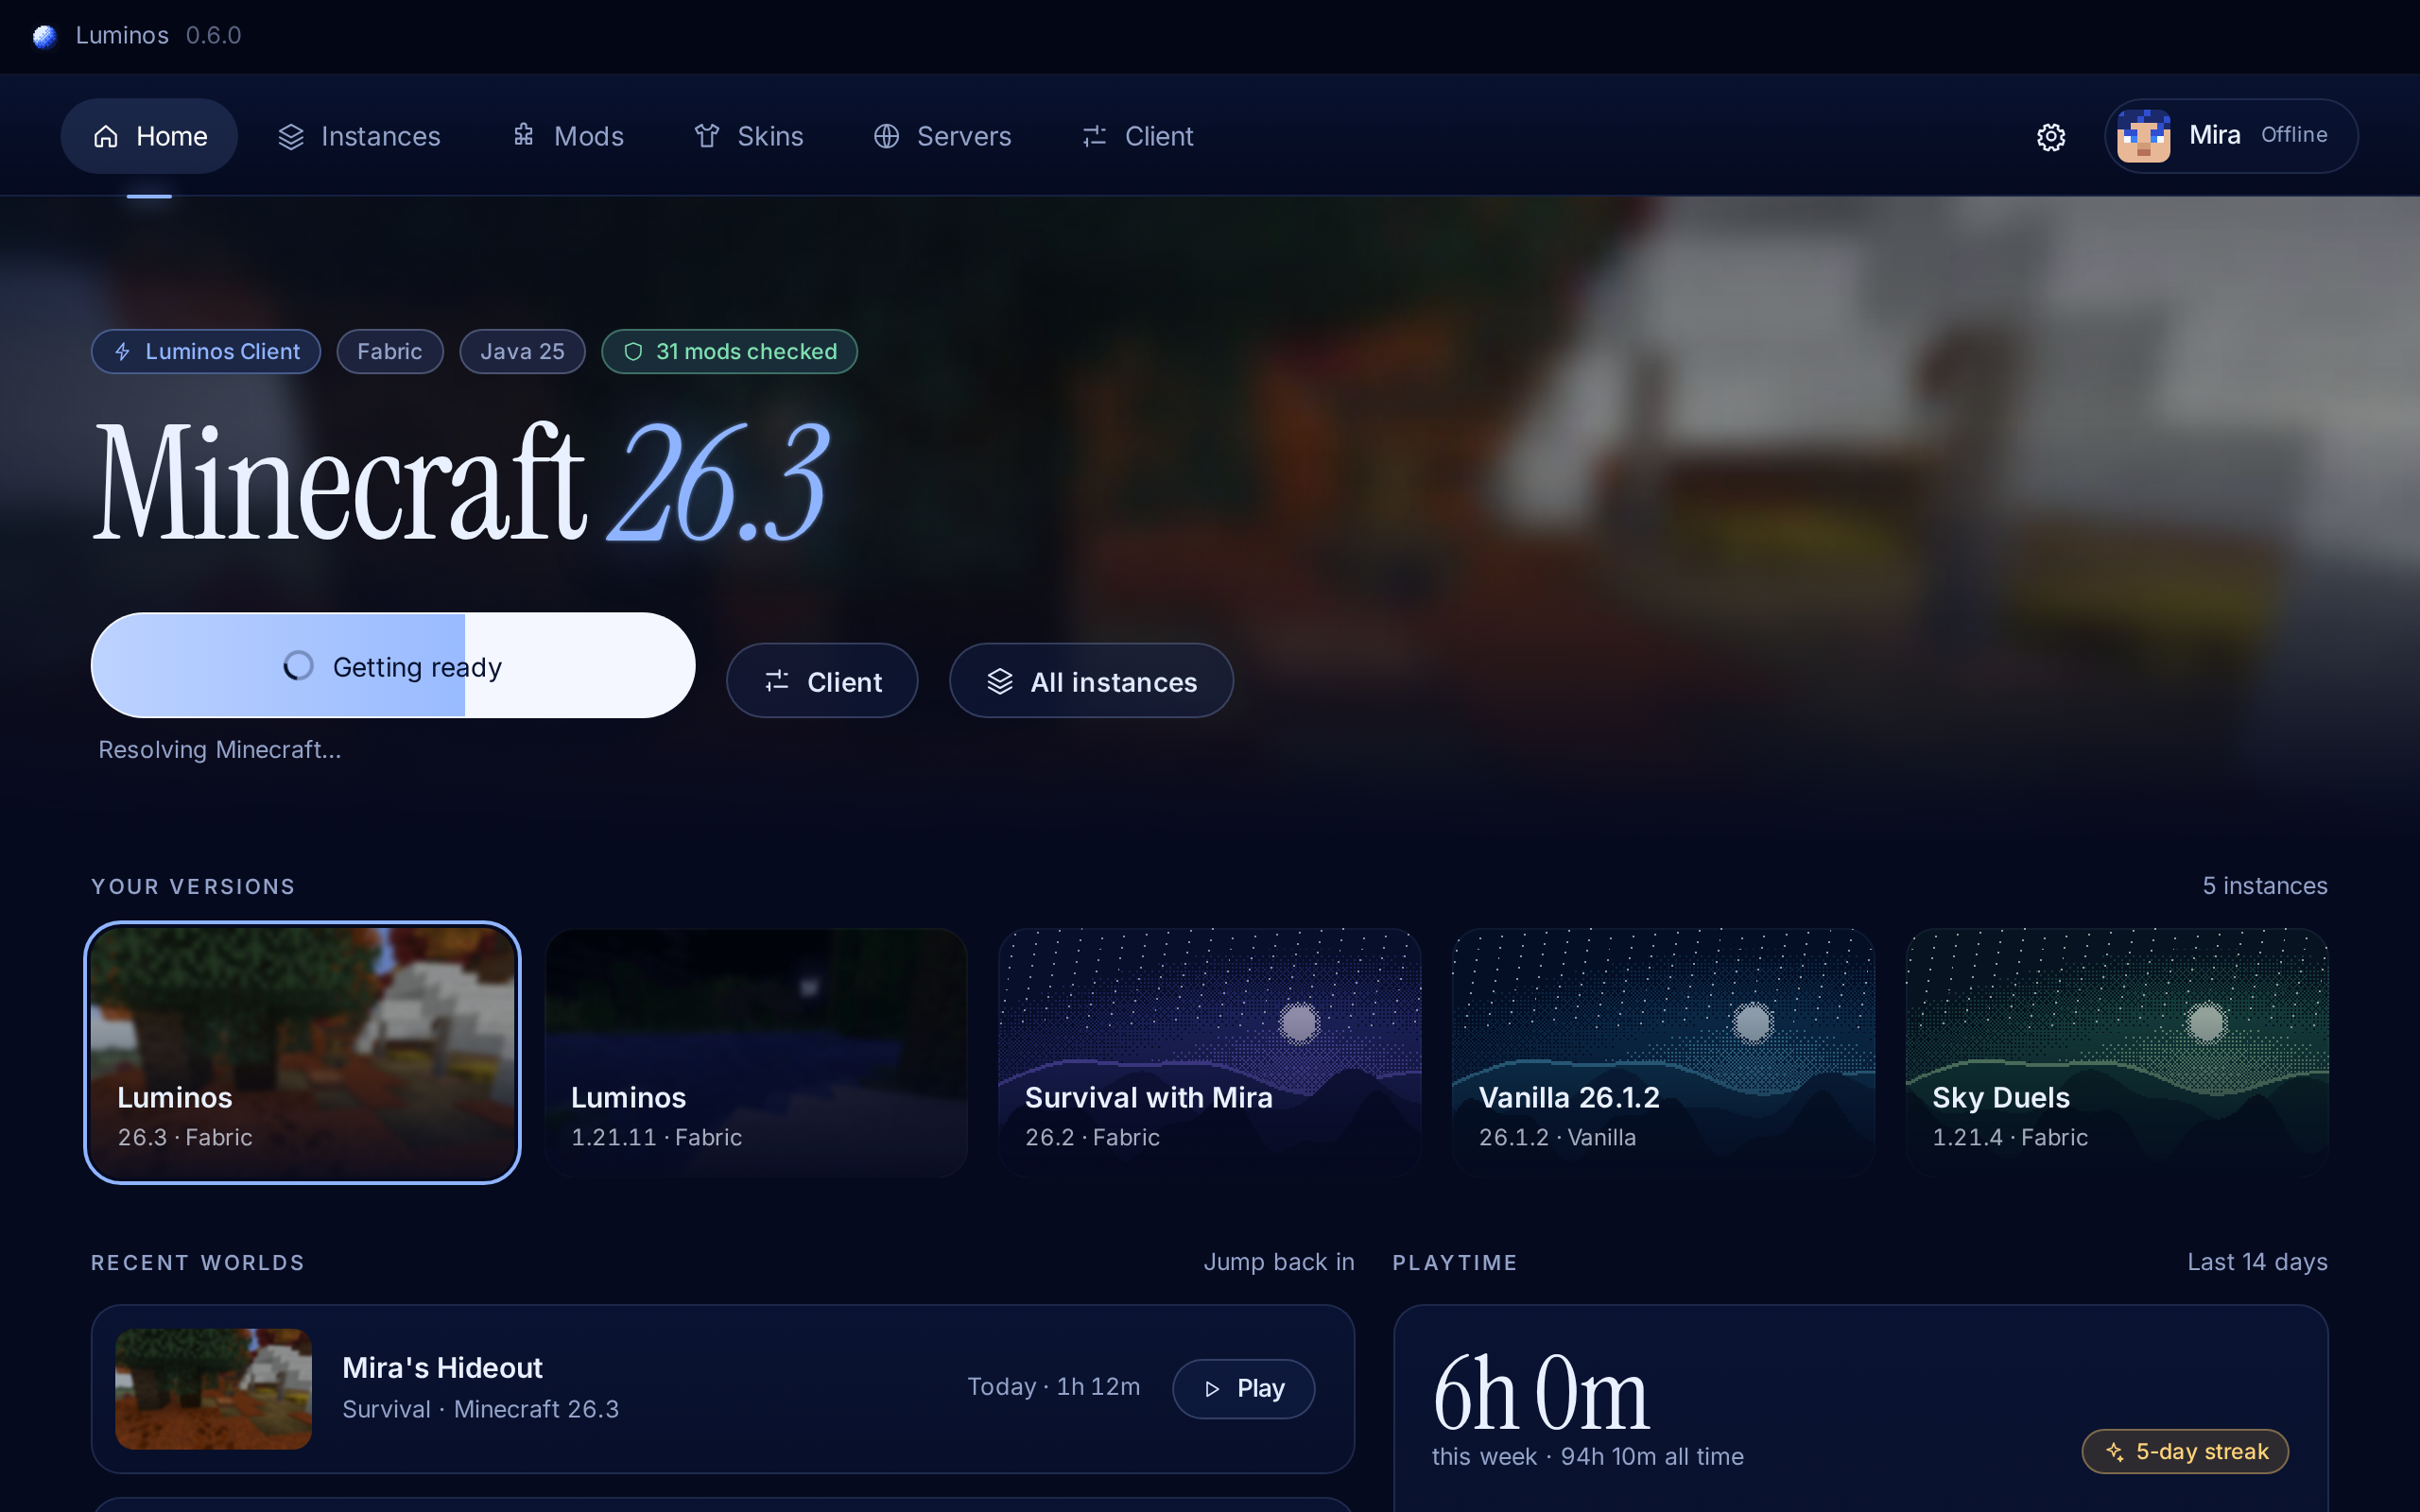 Luminos 0.6.0
Home Instances Mods Skins Servers Client Mira Offline
Luminos Client Fabric Java 25 31 mods checked
Minecraft 26.3
Getting ready Client All instances
Resolving Minecraft...
YOUR VERSIONS 5 instances
Luminos Luminos Survival with Mira Vanilla 26.1.2 Sky Duels
26.3 · Fabric 1.21.11 · Fabric 26.2 · Fabric 26.1.2 · Vanilla 1.21.4 · Fabric
RECENT WORLDS Jump back in PLAYTIME Last 14 days
Mira's Hideout
Survival · Minecraft 26.3
Today · 1h 12m Play
6h 0m
this week · 94h 10m all time 5-day streak